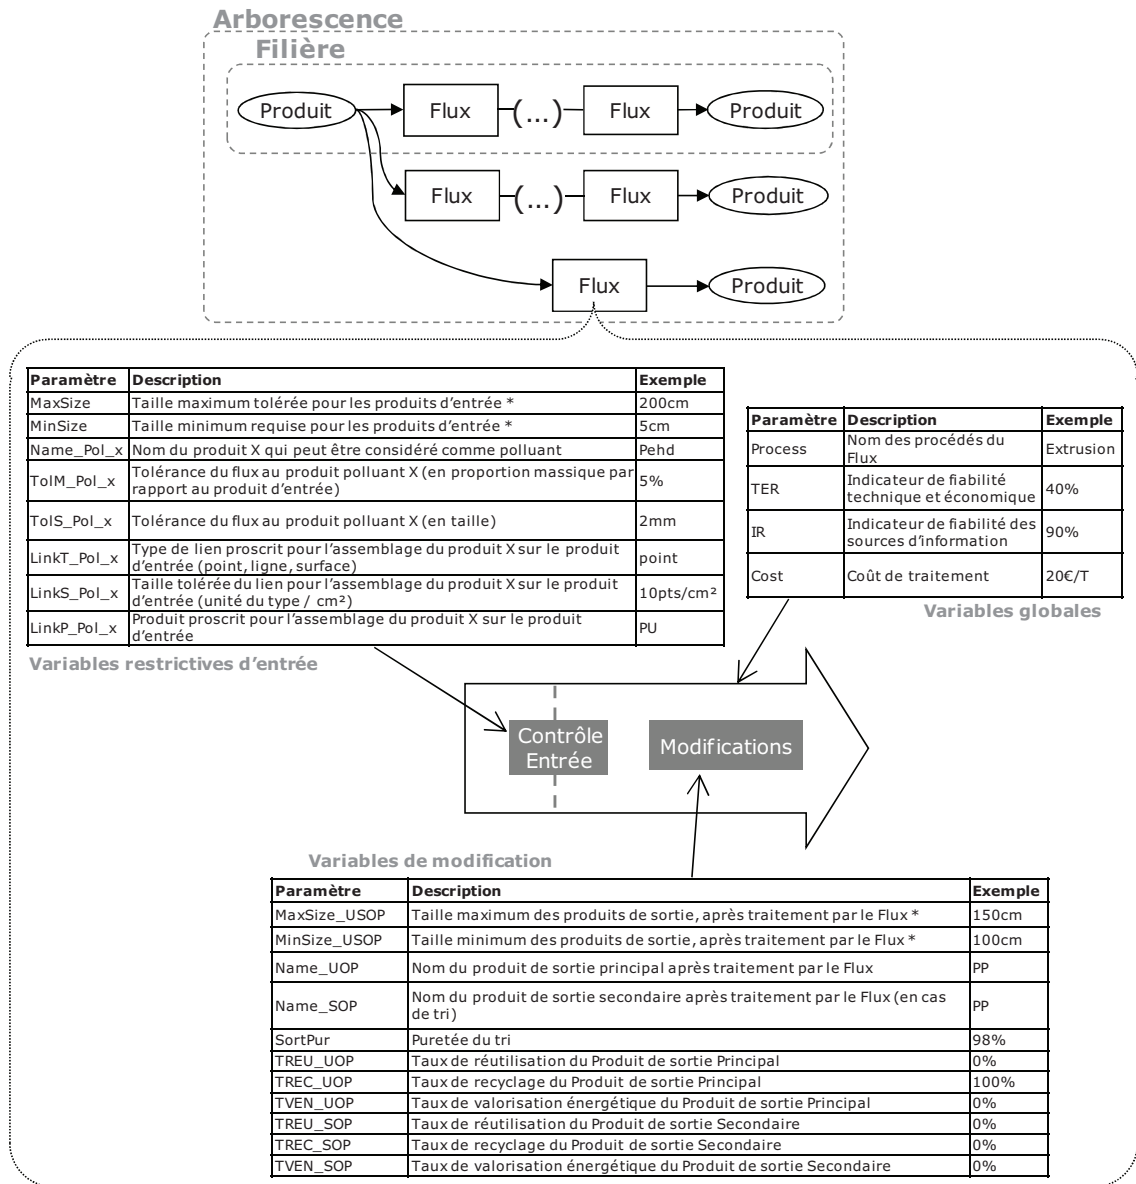 Arborescence
Filière
Produit Flux (...) Flux Produit
Flux (...) Flux Produit
Flux Produit
Paramètre Description Exemple
MaxSize Taille maximum tolérée pour les produits d'entrée * 200cm
MinSize Taille minimum requise pour les produits d'entrée * 5cm
Name_Pol_x Nom du produit X qui peut être considéré comme polluant Pehd
TolM_Pol_x Tolérance du flux au produit polluant X (en proportion massique par
rapport au produit d'entrée) 5%
TolS_Pol_x Tolérance du flux au produit polluant X (en taille) 2mm
LinkT_Pol_x Type de lien proscrit pour l'assemblage du produit X sur le produit
d'entrée (point, ligne, surface) point
LinkS_Pol_x Taille tolérée du lien pour l'assemblage du produit X sur le produit
d'entrée (unité du type / cm²) 10pts/cm²
LinkP_Pol_x Produit proscrit pour l'assemblage du produit X sur le produit
d'entrée PU
Variables restrictives d'entrée
Paramètre Description Exemple
Process Nom des procédés du
Flux Extrusion
TER Indicateur de fiabilité
technique et économique 40%
IR Indicateur de fiabilité des
sources d'information 90%
Cost Coût de traitement 20€/T
Variables globales
Contrôle
Entrée
Modifications
Variables de modification
Paramètre Description Exemple
MaxSize_USOP Taille maximum des produits de sortie, après traitement par le Flux * 150cm
MinSize_USOP Taille minimum des produits de sortie, après traitement par le Flux * 100cm
Name_UOP Nom du produit de sortie principal après traitement par le Flux PP
Name_SOP Nom du produit de sortie secondaire après traitement par le Flux (en cas
de tri) PP
SortPur Puretée du tri 98%
TREU_UOP Taux de réutilisation du Produit de sortie Principal 0%
TREC_UOP Taux de recyclage du Produit de sortie Principal 100%
TVEN_UOP Taux de valorisation énergétique du Produit de sortie Principal 0%
TREU_SOP Taux de réutilisation du Produit de sortie Secondaire 0%
TREC_SOP Taux de recyclage du Produit de sortie Secondaire 0%
TVEN_SOP Taux de valorisation énergétique du Produit de sortie Secondaire 0%